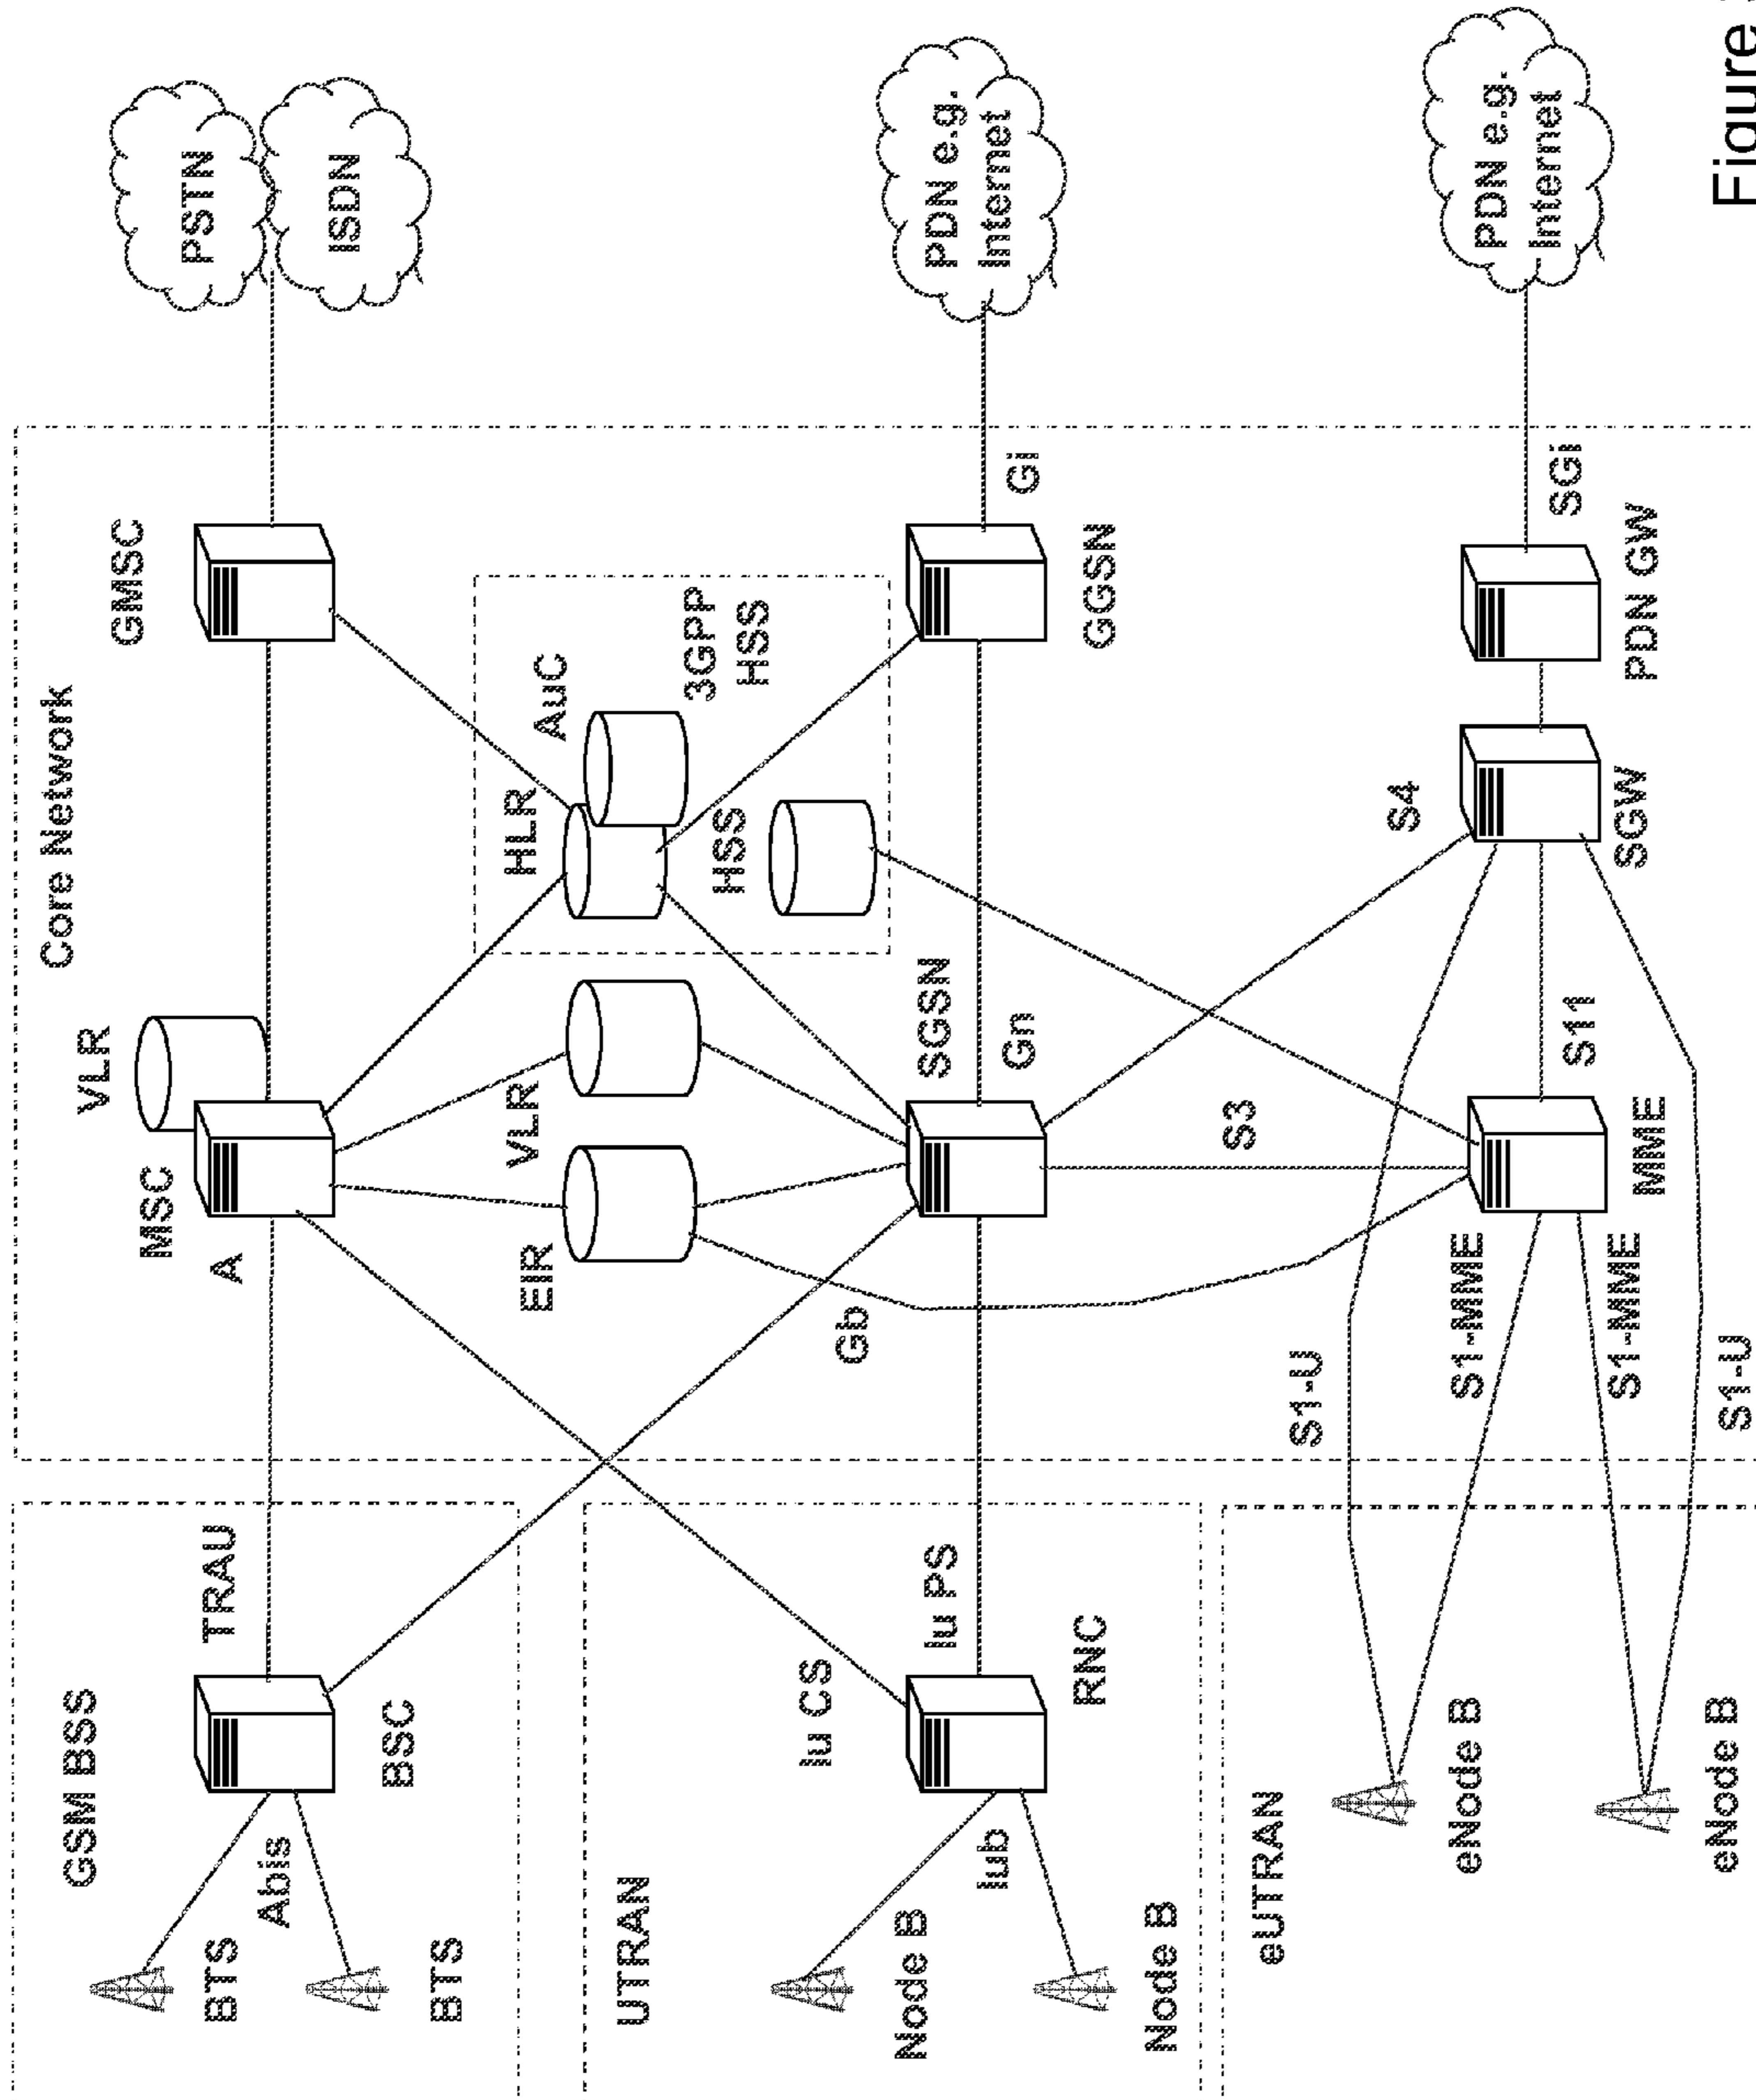 GSM BSS
BTS
BTS
Abis
BSC
TRAU
UTRAN
Node B
Node B
Iub
Iu CS
Iu PS
RNC
eUTRAN
eNode B
eNode B
Core Network
VLR
MSC
A
GMSC
EIR
VLR
HLR
AuC
HSS
3GPP
HSS
Gb
SGSN
Gn
GGSN
Gi
S3
S4
S1-U
S1-MME
S1-MME
S1-U
MME
S11
SGW
PDN GW
SGi
PSTN
ISDN
PDN e.g.
Internet
PDN e.g.
Internet
Figure